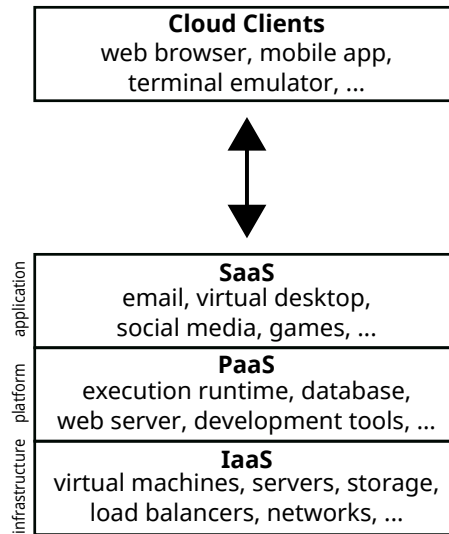 Cloud Clients
web browser, mobile app,
terminal emulator, ...
application
SaaS
email, virtual desktop,
social media, games, ...
platform
PaaS
execution runtime, database,
web server, development tools, ...
infrastructure
IaaS
virtual machines, servers, storage,
load balancers, networks, ...